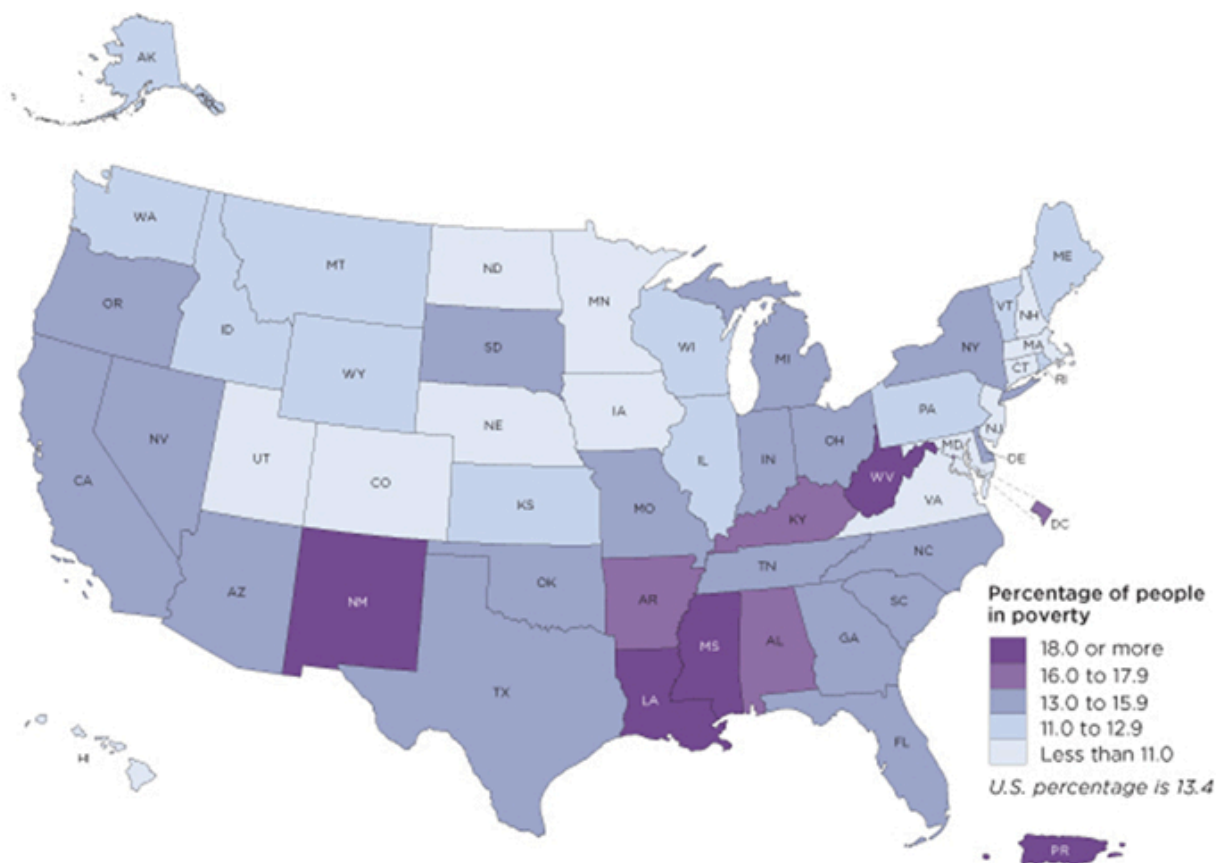 AK
WA
MT
ND
MN
ME
OR
ID
WY
SD
WI
MI
NY
VT
NH
MA
CT
RI
NV
UT
CO
NE
IA
IL
IN
OH
PA
NJ
MD
DE
CA
KS
MO
KY
WV
VA
DC
AZ
NM
OK
AR
TN
NC
SC
TX
LA
MS
AL
GA
FL
HI
Percentage of people
in poverty
18.0 or more
16.0 to 17.9
13.0 to 15.9
11.0 to 12.9
Less than 11.0
U.S. percentage is 13.4
PR